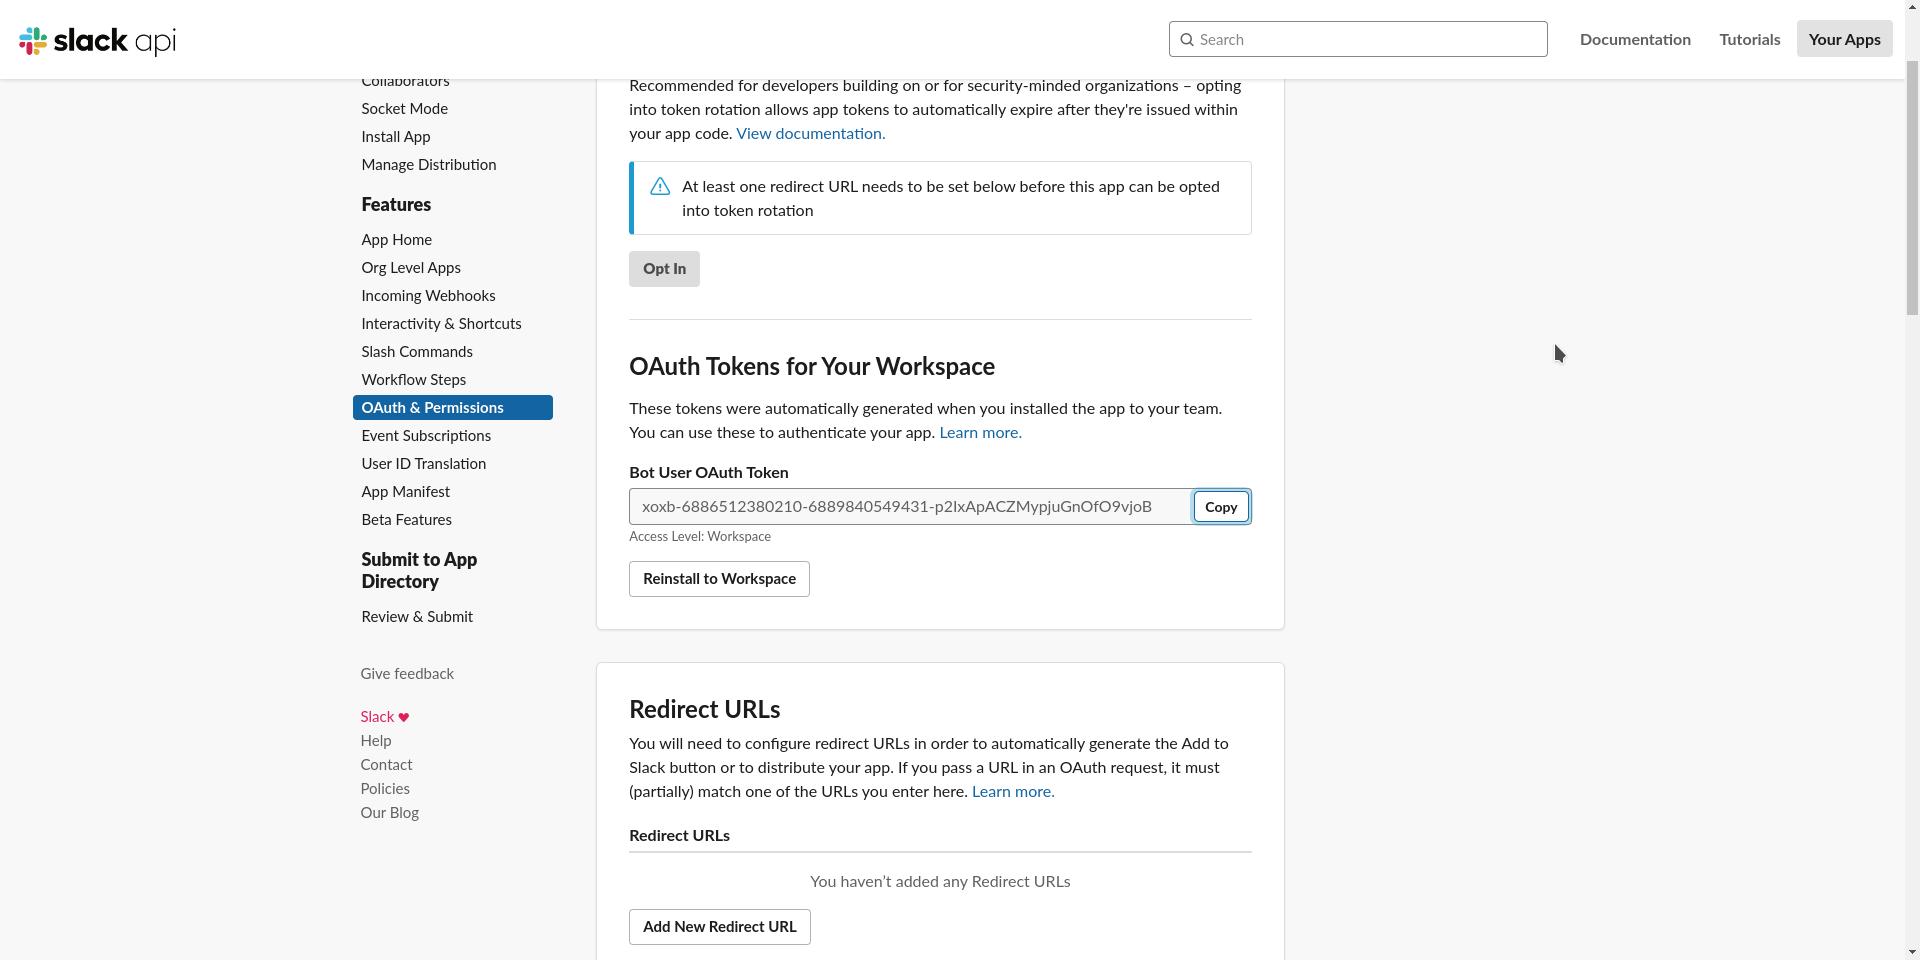 slack api
Search
Documentation
Tutorials
Your Apps
Collaborators
Socket Mode
Install App
Manage Distribution
Features
App Home
Org Level Apps
Incoming Webhooks
Interactivity & Shortcuts
Slash Commands
Workflow Steps
OAuth & Permissions
Event Subscriptions
User ID Translation
App Manifest
Beta Features
Submit to App
Directory
Review & Submit
Give feedback
Slack ♥
Help
Contact
Policies
Our Blog
Recommended for developers building on or for security-minded organizations – opting
into token rotation allows app tokens to automatically expire after they're issued within
your app code. View documentation.
At least one redirect URL needs to be set below before this app can be opted
into token rotation
Opt In
OAuth Tokens for Your Workspace
These tokens were automatically generated when you installed the app to your team.
You can use these to authenticate your app. Learn more.
Bot User OAuth Token
xoxb-6886512380210-6889840549431-p2IxApACZMypjuGnOfO9vjoB
Copy
Access Level: Workspace
Reinstall to Workspace
Redirect URLs
You will need to configure redirect URLs in order to automatically generate the Add to
Slack button or to distribute your app. If you pass a URL in an OAuth request, it must
(partially) match one of the URLs you enter here. Learn more.
Redirect URLs
You haven’t added any Redirect URLs
Add New Redirect URL